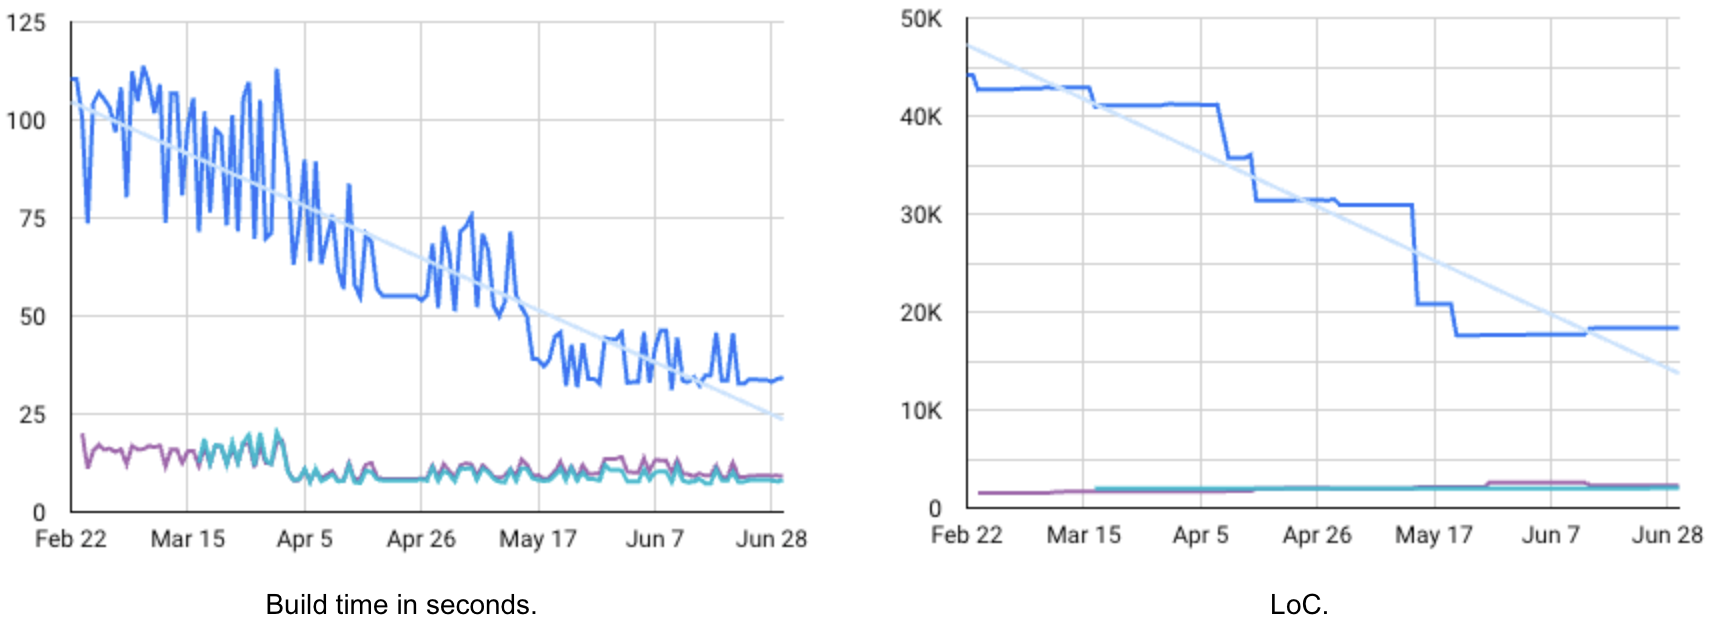 125
100
75
50
25
0
Feb 22 Mar 15 Apr 5 Apr 26 May 17 Jun 7 Jun 28
Build time in seconds.
50K
40K
30K
20K
10K
0
Feb 22 Mar 15 Apr 5 Apr 26 May 17 Jun 7 Jun 28
LoC.